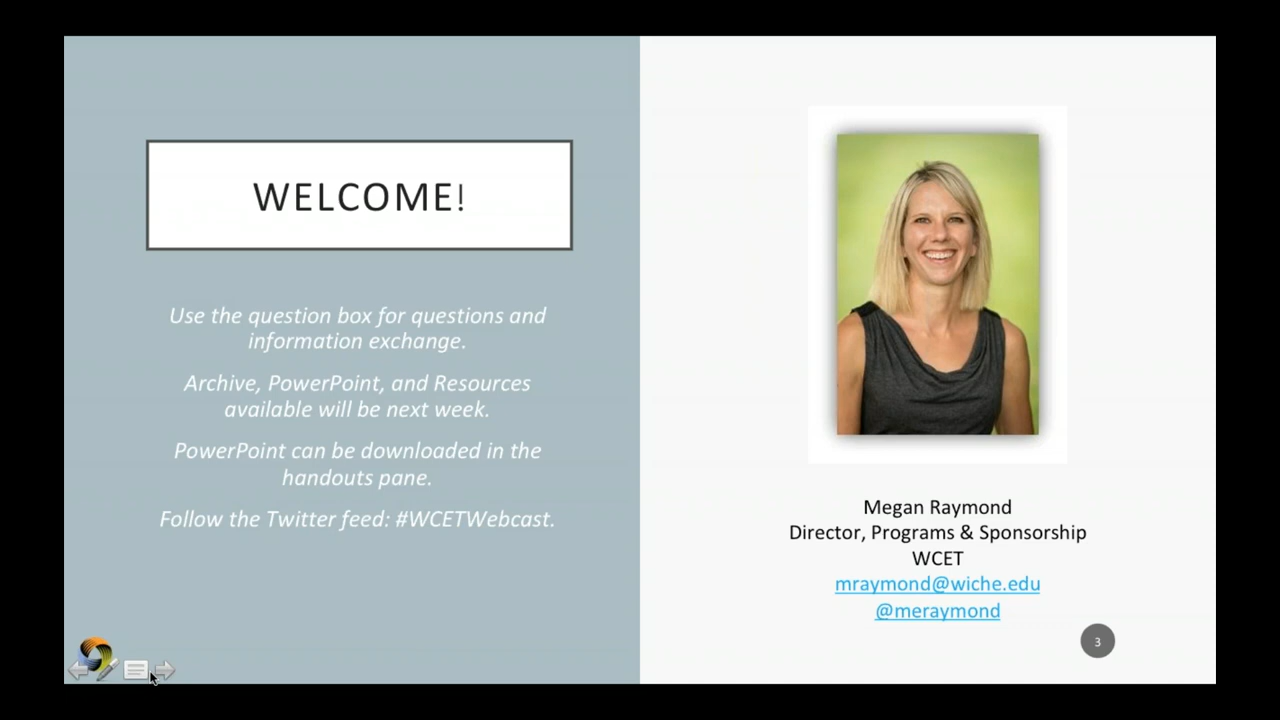 WELCOME!
Use the question box for questions and
information exchange.
Archive, PowerPoint, and Resources
available will be next week.
PowerPoint can be downloaded in the
handouts pane.
Follow the Twitter feed: #WCETWebcast.
Megan Raymond
Director, Programs & Sponsorship
WCET
mraymond@wiche.edu
@meraymond
3